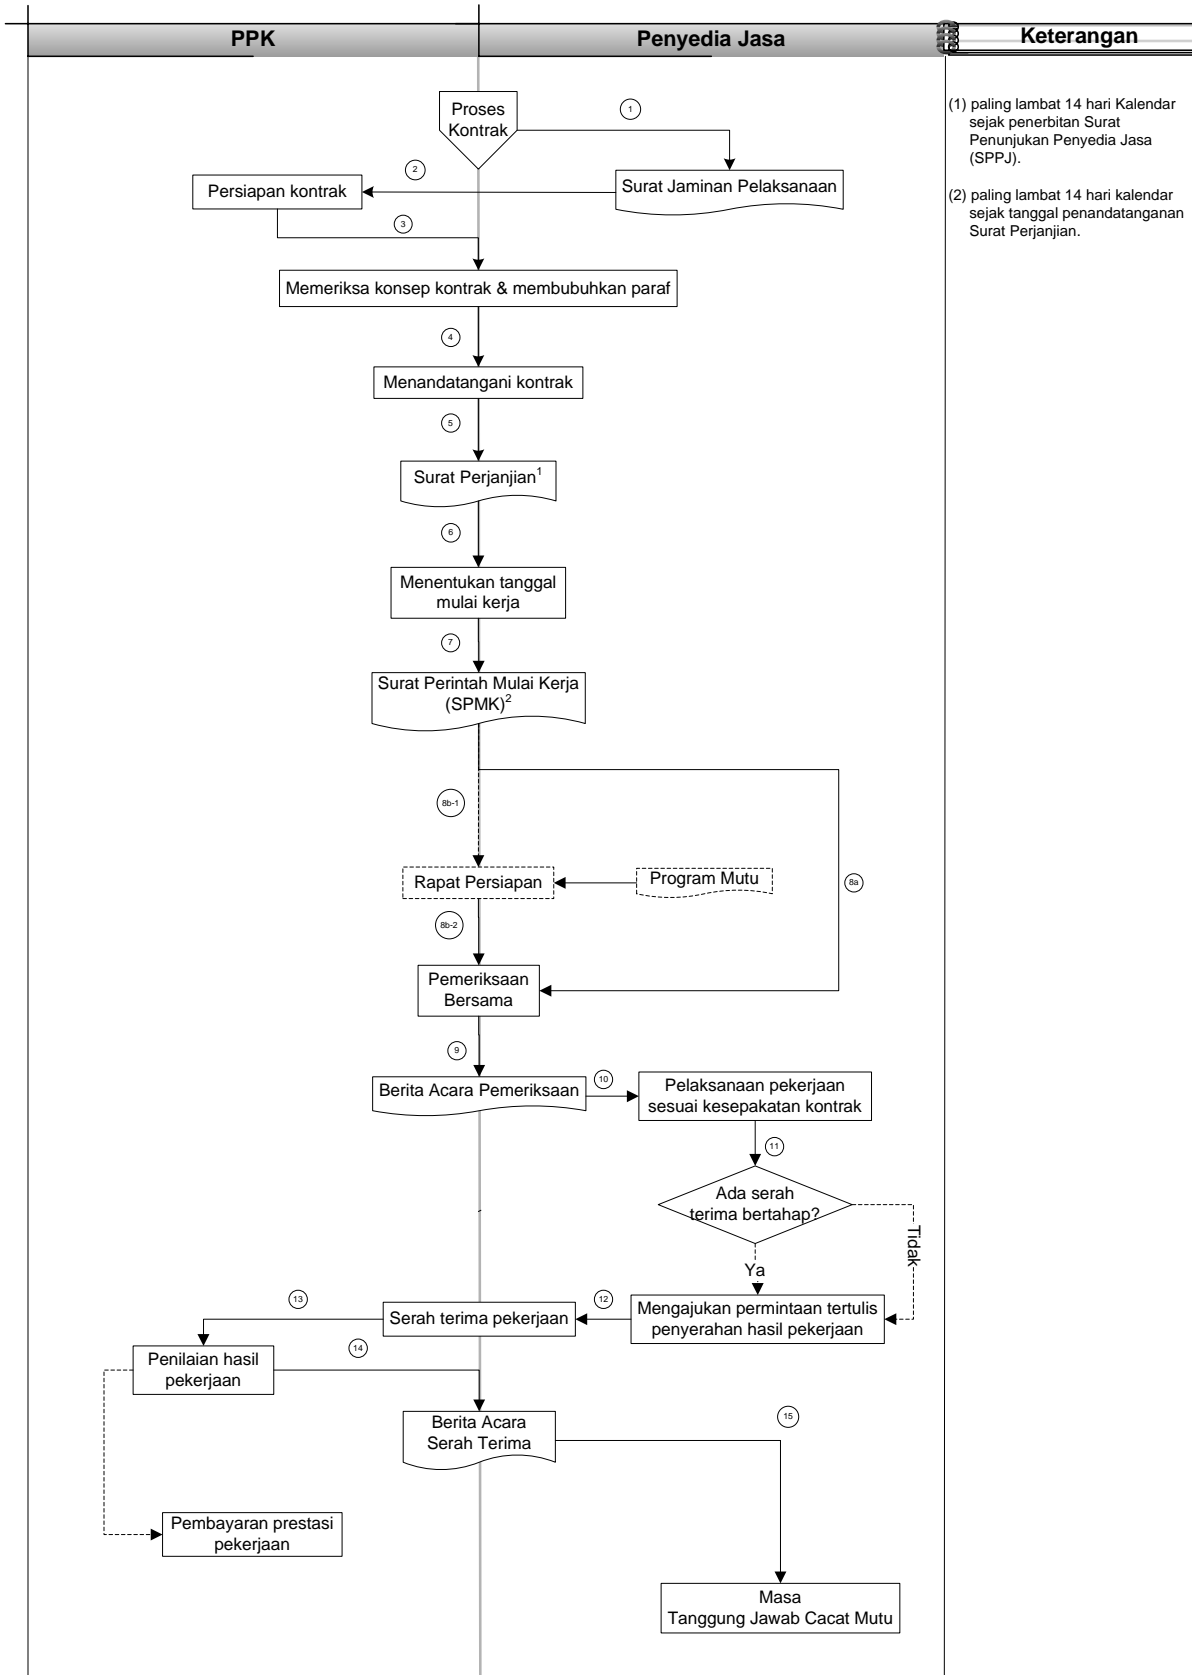 PPK
Penyedia Jasa
Keterangan
Proses
Kontrak
1
(1) paling lambat 14 hari Kalendar
sejak penerbitan Surat
Penunjukan Penyedia Jasa
(SPPJ).
2
Persiapan kontrak
Surat Jaminan Pelaksanaan
(2) paling lambat 14 hari kalendar
sejak tanggal penandatanganan
Surat Perjanjian.
3
Memeriksa konsep kontrak & membubuhkan paraf
4
Menandatangani kontrak
5
Surat Perjanjian¹
6
Menentukan tanggal
mulai kerja
7
Surat Perintah Mulai Kerja
(SPMK)²
8b-1
Rapat Persiapan
Program Mutu
8a
8b-2
Pemeriksaan
Bersama
9
Berita Acara Pemeriksaan
10
Pelaksanaan pekerjaan
sesuai kesepakatan kontrak
11
Ada serah
terima bertahap?
Tidak
Ya
13
Serah terima pekerjaan
12
Mengajukan permintaan tertulis
penyerahan hasil pekerjaan
Penilaian hasil
pekerjaan
14
Berita Acara
Serah Terima
15
Pembayaran prestasi
pekerjaan
Masa
Tanggung Jawab Cacat Mutu